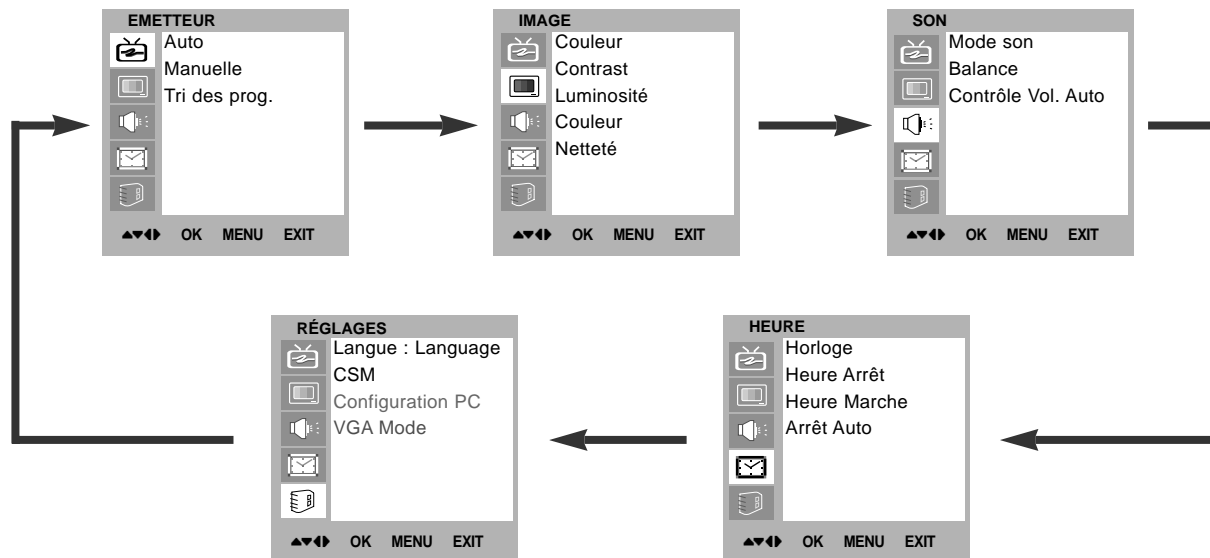 EMETTEUR
Auto
Manuelle
Tri des prog.
▲▼◀▶ OK MENU EXIT
IMAGE
Couleur
Contrast
Luminosité
Couleur
Netteté
▲▼◀▶ OK MENU EXIT
SON
Mode son
Balance
Contrôle Vol. Auto
▲▼◀▶ OK MENU EXIT
RÉGLAGES
Langue : Language
CSM
Configuration PC
VGA Mode
▲▼◀▶ OK MENU EXIT
HEURE
Horloge
Heure Arrêt
Heure Marche
Arrêt Auto
▲▼◀▶ OK MENU EXIT